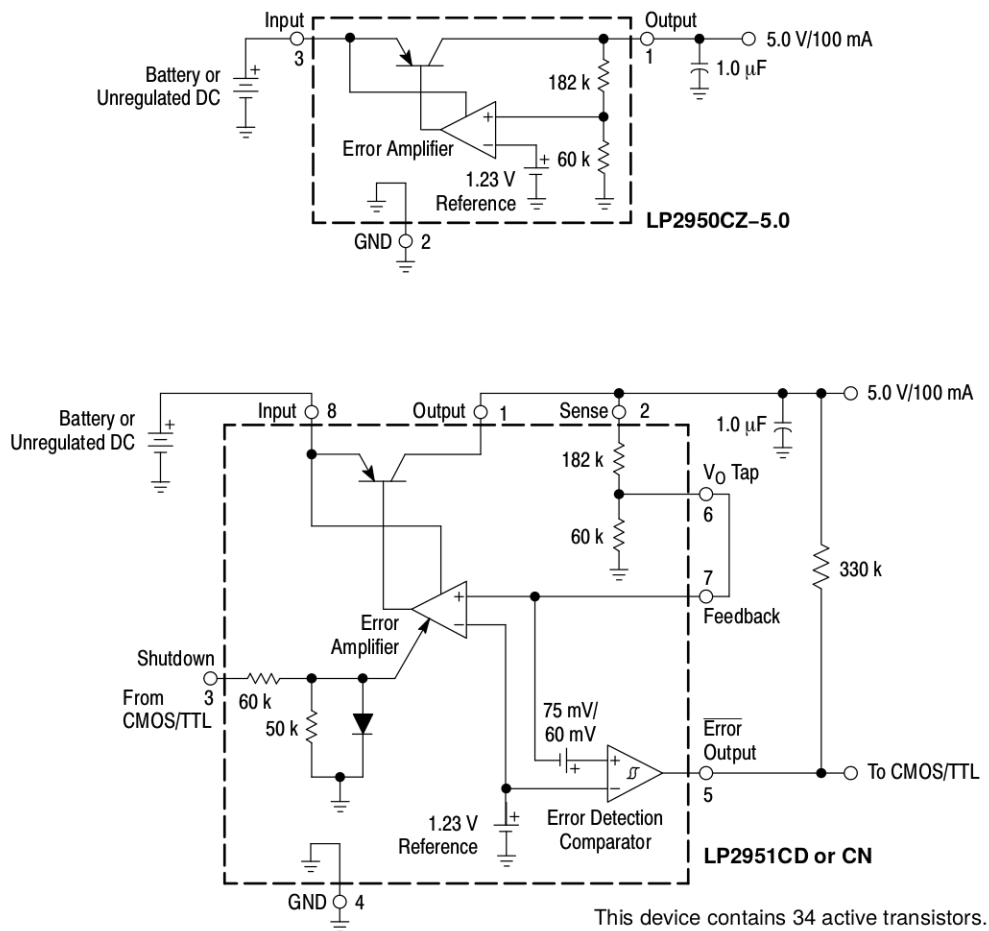 Input
3
Output
1
5.0 V/100 mA
Battery or
Unregulated DC
+
182 k
1.0 µF
Error Amplifier
+
−
60 k
+
1.23 V
Reference
GND
2
LP2950CZ–5.0
Battery or
Unregulated DC
+
Input
8
Output
1
Sense
2
5.0 V/100 mA
182 k
1.0 µF
VO Tap
6
60 k
330 k
7
Feedback
Error
Amplifier
+
−
Shutdown
3
From
CMOS/TTL
60 k
50 k
75 mV/
60 mV
+
+
−
Error
Output
5
To CMOS/TTL
Error Detection
Comparator
1.23 V
Reference
+
LP2951CD or CN
GND
4
This device contains 34 active transistors.